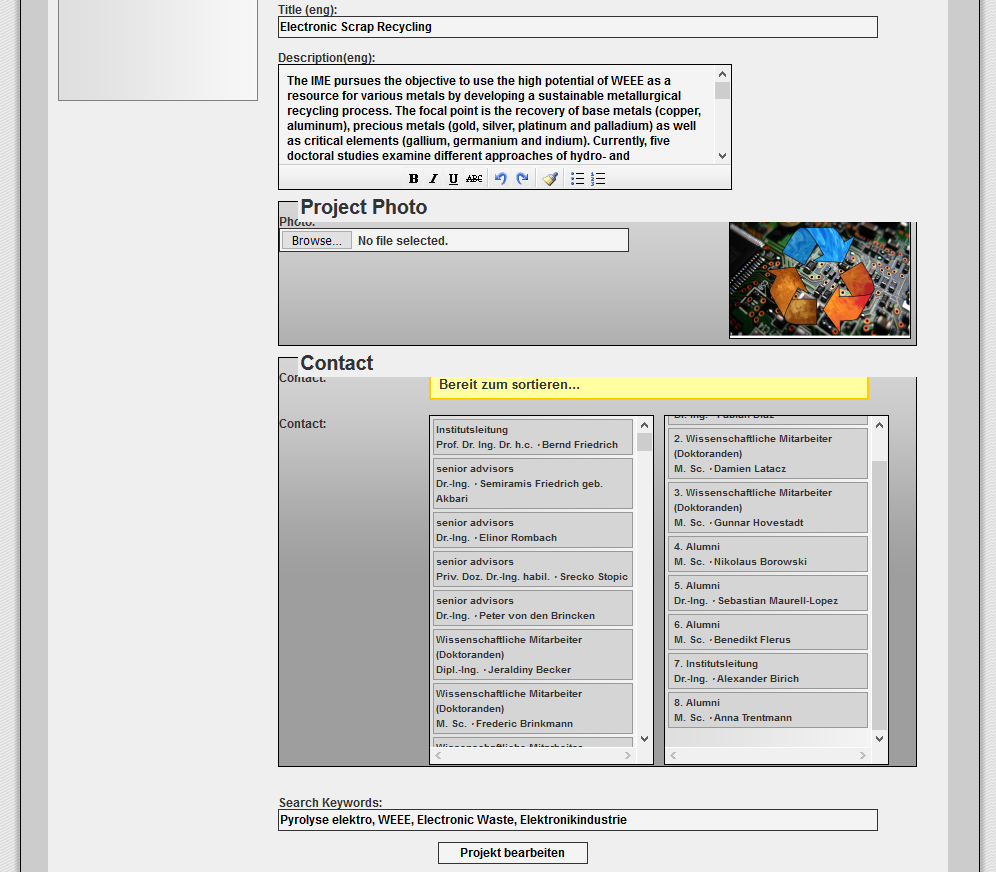 Title (eng):
Electronic Scrap Recycling
Description(eng):
The IME pursues the objective to use the high potential of WEEE as a
resource for various metals by developing a sustainable metallurgical
recycling process. The focal point is the recovery of base metals (copper,
aluminum), precious metals (gold, silver, platinum and palladium) as well
as critical elements (gallium, germanium and indium). Currently, five
doctoral studies examine different approaches of hydro- and
B I U ABC
Project Photo
Photo:
Browse... No file selected.
Contact
Contact:
Bereit zum sortieren...
Contact:
Institutsleitung
Prof. Dr. Ing. Dr. h.c. · Bernd Friedrich
senior advisors
Dr.-Ing. · Semiramis Friedrich geb.
Akbari
senior advisors
Dr.-Ing. · Elinor Rombach
senior advisors
Priv. Doz. Dr.-Ing. habil. · Srecko Stopic
senior advisors
Dr.-Ing. · Peter von den Brincken
Wissenschaftliche Mitarbeiter
(Doktoranden)
Dipl.-Ing. · Jeraldiny Becker
Wissenschaftliche Mitarbeiter
(Doktoranden)
M. Sc. · Frederic Brinkmann
Wissenschaftliche Mitarbeiter
Dr.-Ing. · Fabian Diaz
2. Wissenschaftliche Mitarbeiter
(Doktoranden)
M. Sc. · Damien Latacz
3. Wissenschaftliche Mitarbeiter
(Doktoranden)
M. Sc. · Gunnar Hovestadt
4. Alumni
M. Sc. · Nikolaus Borowski
5. Alumni
Dr.-Ing. · Sebastian Maurell-Lopez
6. Alumni
M. Sc. · Benedikt Flerus
7. Institutsleitung
Dr.-Ing. · Alexander Birich
8. Alumni
M. Sc. · Anna Trentmann
Search Keywords:
Pyrolyse elektro, WEEE, Electronic Waste, Elektronikindustrie
Projekt bearbeiten